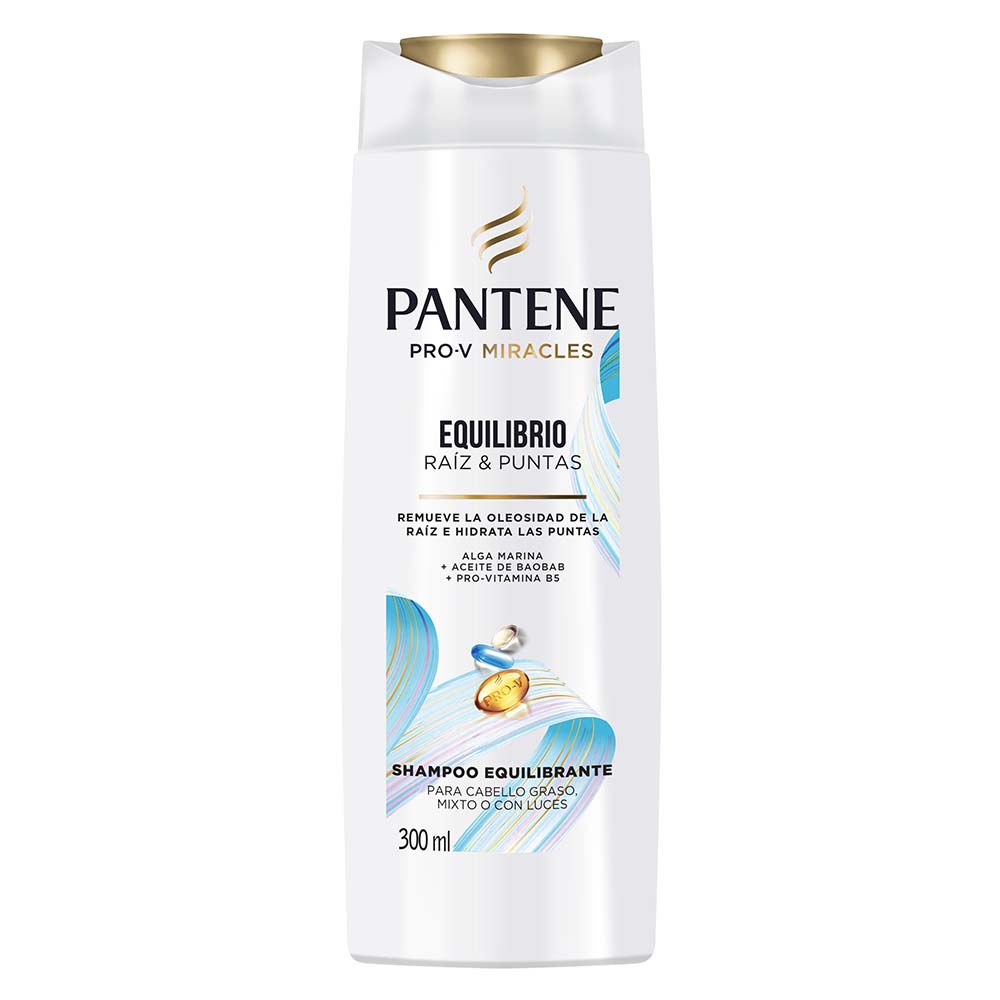 PANTENE
PRO-V MIRACLES
EQUILIBRIO
RAÍZ & PUNTAS
REMUEVE LA OLEOSIDAD DE LA
RAÍZ E HIDRATA LAS PUNTAS
ALGA MARINA
+ ACEITE DE BAOBAB
+ PRO-VITAMINA B5
PRO-V
SHAMPOO EQUILIBRANTE
PARA CABELLO GRASO,
MIXTO O CON LUCES
300 ml